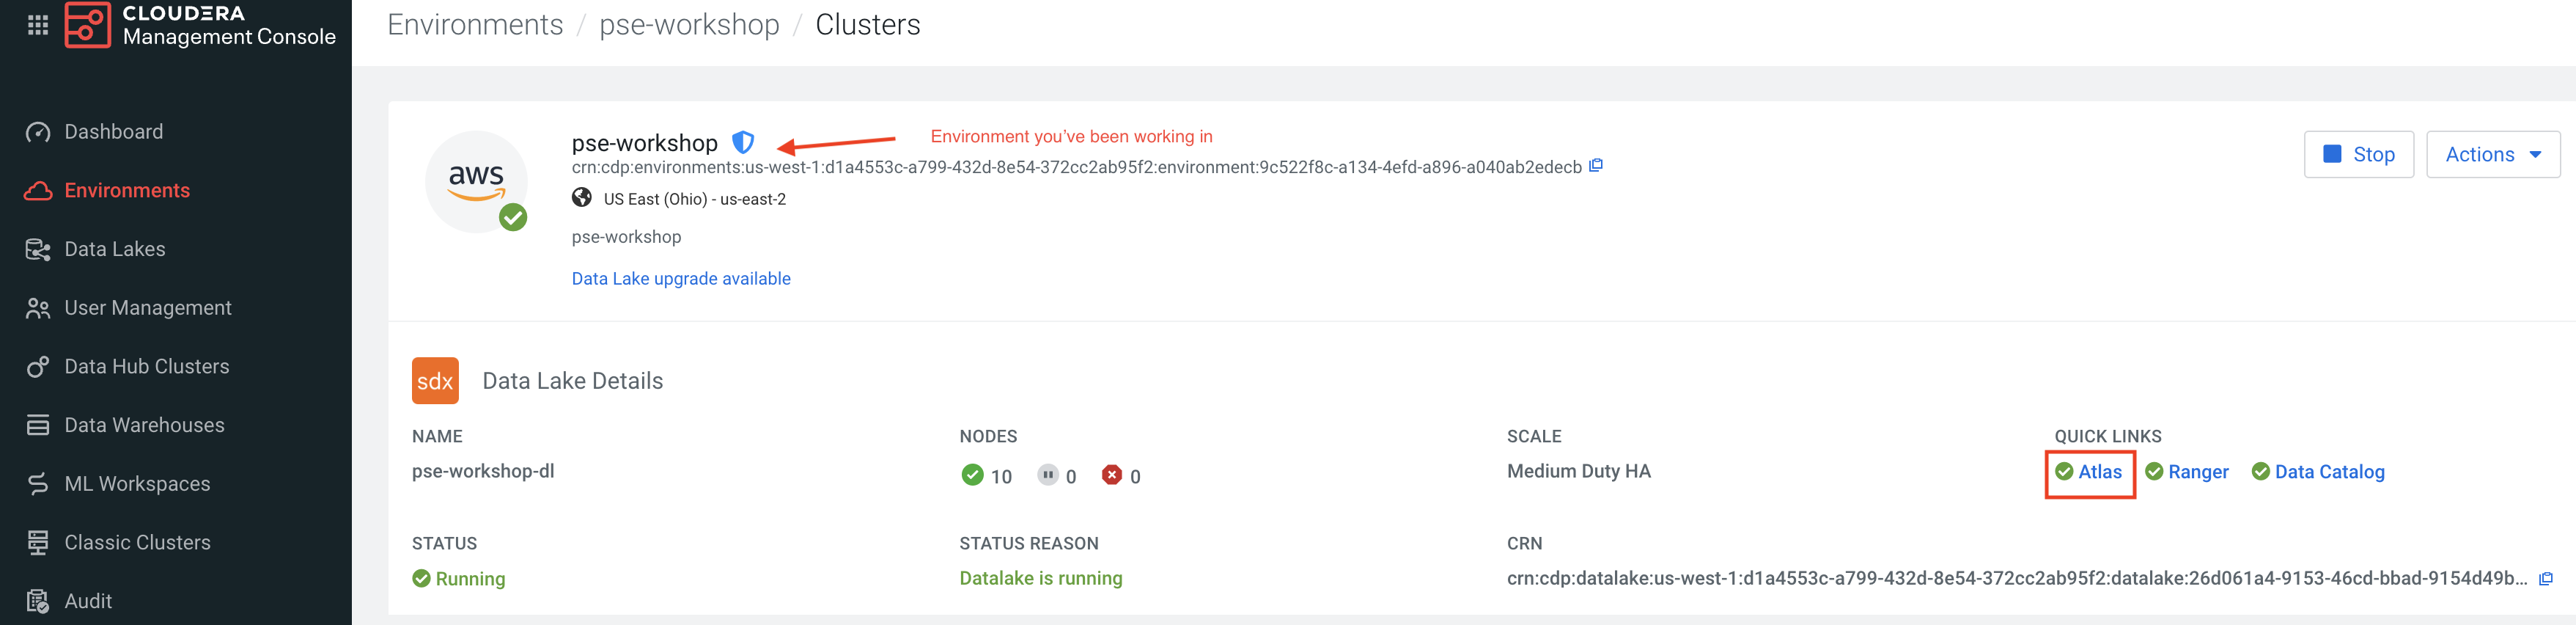 CLOUDERA
Management Console
Environments / pse-workshop / Clusters
Dashboard
Environments
Data Lakes
User Management
Data Hub Clusters
Data Warehouses
ML Workspaces
Classic Clusters
Audit
aws
pse-workshop
Environment you've been working in
crn:cdp:environments:us-west-1:d1a4553c-a799-432d-8e54-372cc2ab95f2:environment:9c522f8c-a134-4efd-a896-a040ab2edecb
US East (Ohio) - us-east-2
pse-workshop
Data Lake upgrade available
Stop
Actions
sdx
Data Lake Details
NAME
pse-workshop-dl
NODES
10 0 0
SCALE
Medium Duty HA
QUICK LINKS
Atlas Ranger Data Catalog
STATUS
Running
STATUS REASON
Datalake is running
CRN
crn:cdp:datalake:us-west-1:d1a4553c-a799-432d-8e54-372cc2ab95f2:datalake:26d061a4-9153-46cd-bbad-9154d49b...